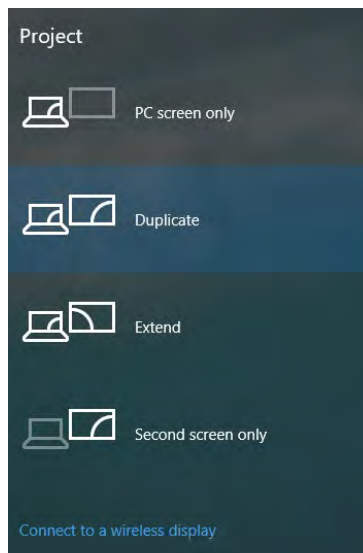 Project
PC screen only
Duplicate
Extend
Second screen only
Connect to a wireless display